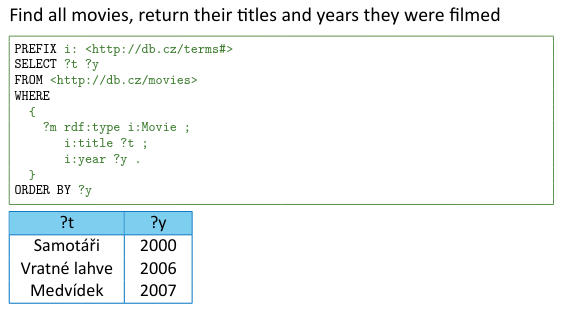 Find all movies, return their titles and years they were filmed
PREFIX i: <http://db.cz/terms#>
SELECT ?t ?y
FROM <http://db.cz/movies>
WHERE
{
?m rdf:type i:Movie ;
i:title ?t ;
i:year ?y .
}
ORDER BY ?y
?t ?y
Samotáři 2000
Vratné lahve 2006
Medvídek 2007